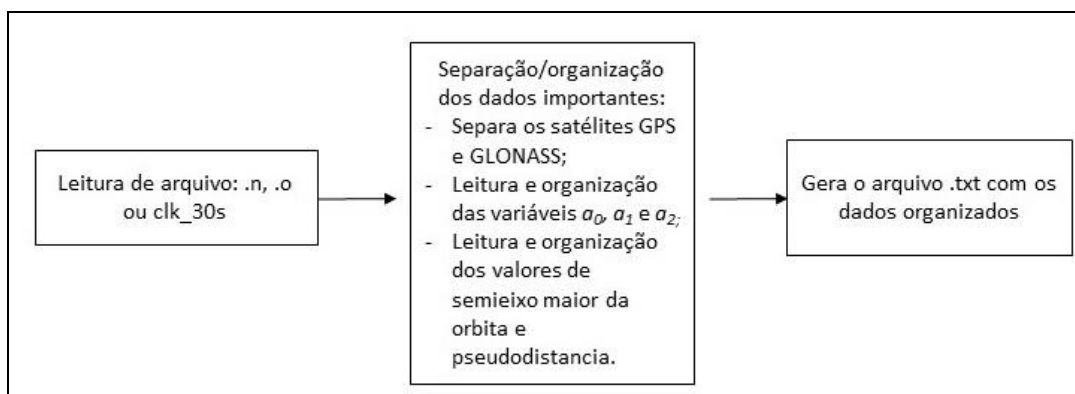 Leitura de arquivo: .n, .o
ou clk_30s
Separação/organização
dos dados importantes:
- Separa os satélites GPS
e GLONASS;
- Leitura e organização
das variáveis a₀, a₁ e a₂;
- Leitura e organização
dos valores de
semieixo maior da
orbita e
pseudodistancia.
Gera o arquivo .txt com os
dados organizados